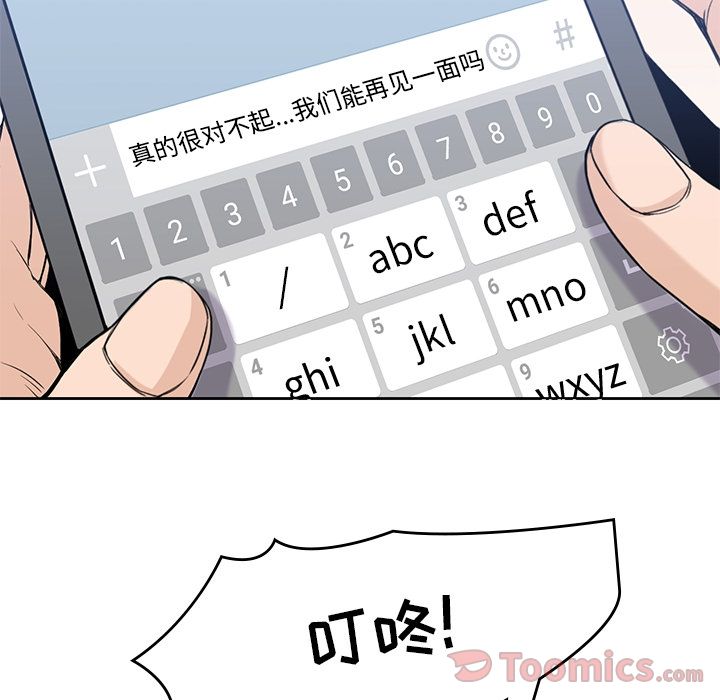 真的很对不起...我们能再见一面吗
#
+
1 2 3 4 5 6 7 8 9 0
1 / 2 abc 3 def
4 ghi 5 jkl 6 mno
9 wxyz
叮咚!
Toomics.com